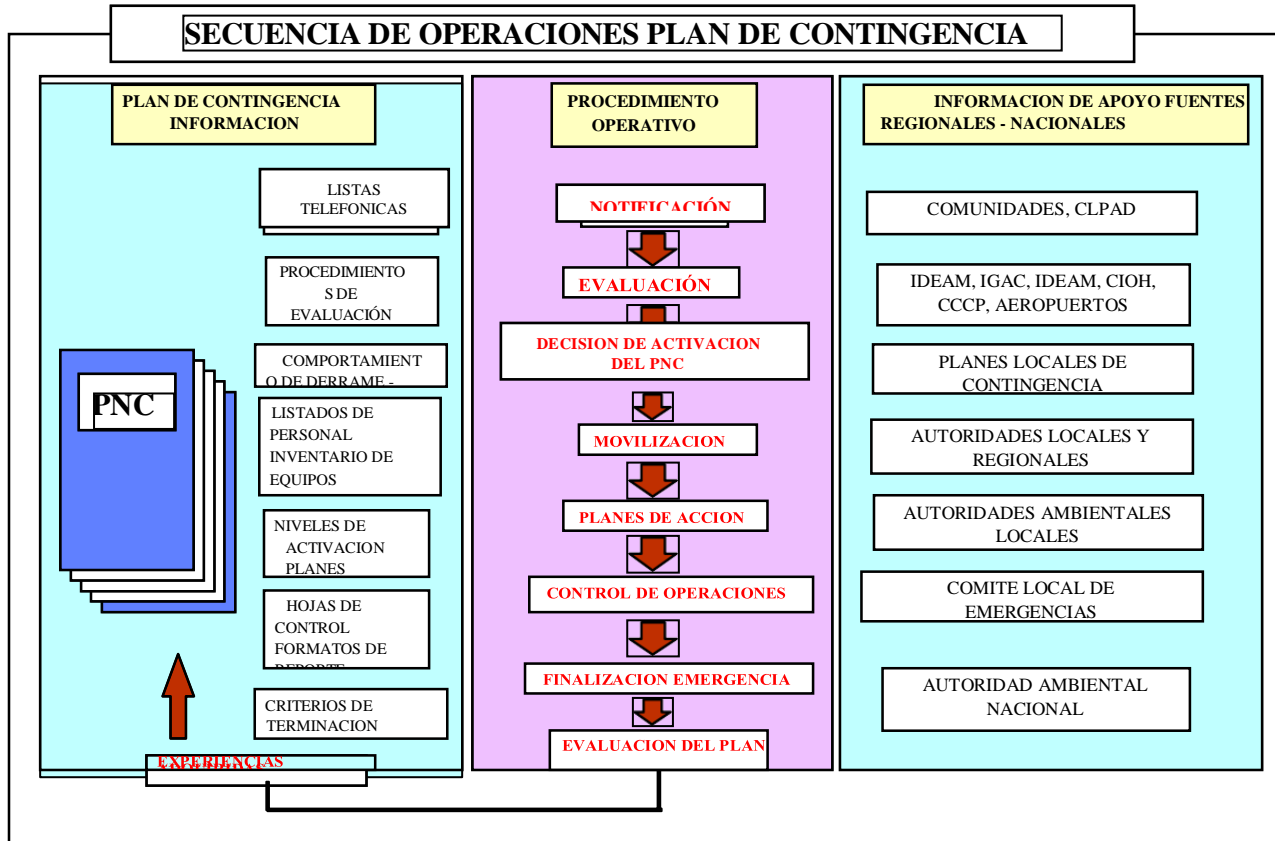 SECUENCIA DE OPERACIONES PLAN DE CONTINGENCIA
PLAN DE CONTINGENCIA
INFORMACION
LISTAS
TELEFONICAS
PROCEDIMIENTO
S DE
EVALUACIÓN
COMPORTAMIENT
O DE DERRAME -
PNC
LISTADOS DE
PERSONAL
INVENTARIO DE
EQUIPOS
NIVELES DE
ACTIVACION
PLANES
HOJAS DE
CONTROL
FORMATOS DE
REPORTE
CRITERIOS DE
TERMINACION
EXPERIENCIAS
PROCEDIMIENTO
OPERATIVO
NOTIFICACIÓN
EVALUACIÓN
DECISION DE ACTIVACION
DEL PNC
MOVILIZACION
PLANES DE ACCION
CONTROL DE OPERACIONES
FINALIZACION EMERGENCIA
EVALUACION DEL PLAN
INFORMACION DE APOYO FUENTES
REGIONALES - NACIONALES
COMUNIDADES, CLPAD
IDEAM, IGAC, IDEAM, CIOH,
CCCP, AEROPUERTOS
PLANES LOCALES DE
CONTINGENCIA
AUTORIDADES LOCALES Y
REGIONALES
AUTORIDADES AMBIENTALES
LOCALES
COMITE LOCAL DE
EMERGENCIAS
AUTORIDAD AMBIENTAL
NACIONAL